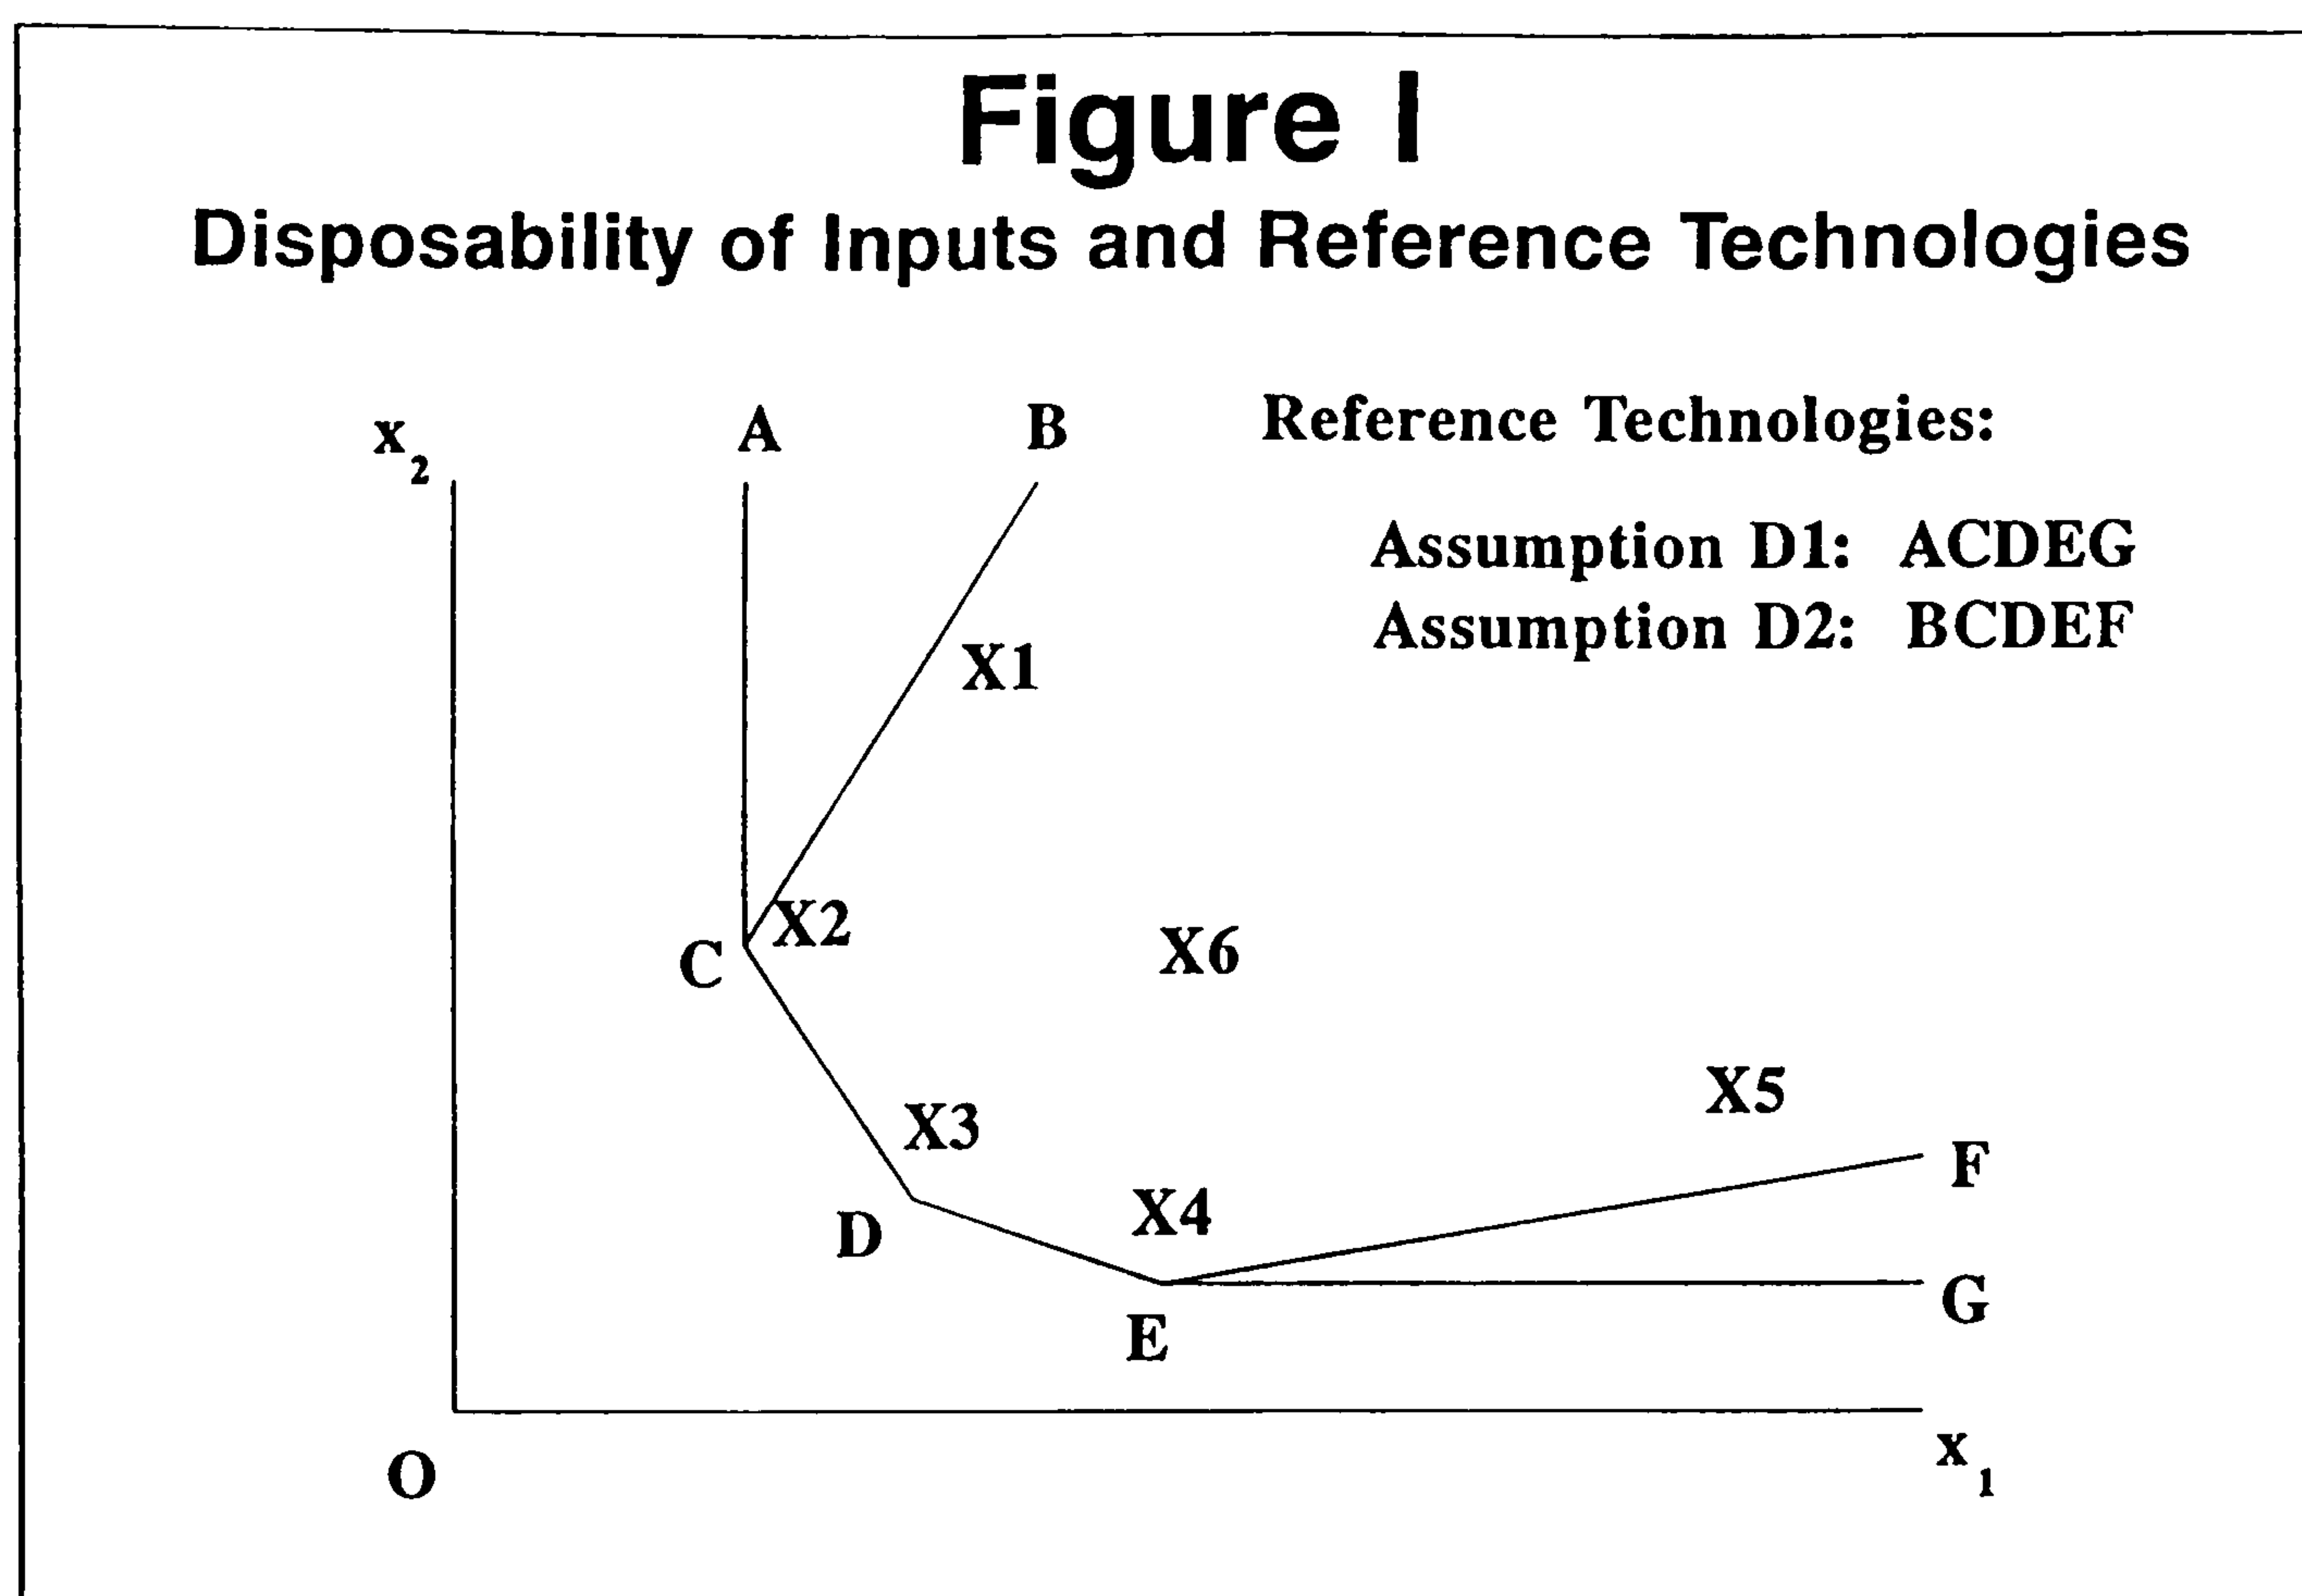 Figure I
Disposability of Inputs and Reference Technologies
x2
A
B
Reference Technologies:
Assumption D1: ACDEG
Assumption D2: BCDEF
X1
X2
C
X6
X5
X3
F
D
X4
G
E
O
x1